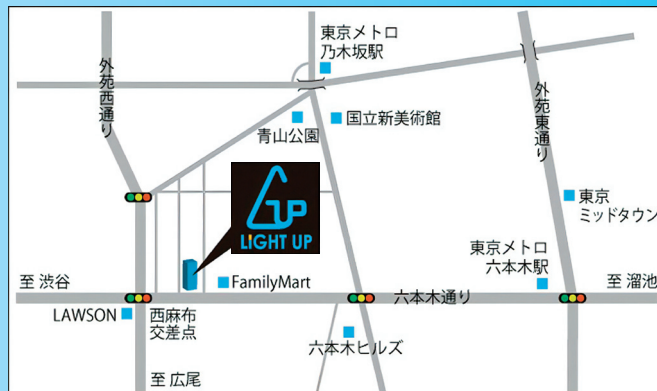 東京メトロ
乃木坂駅
外苑西通り
青山公園
国立新美術館
外苑東通り
UP
LIGHT UP
東京
ミッドタウン
東京メトロ
六本木駅
至 渋谷
FamilyMart
六本木通り
至 溜池
LAWSON
西麻布
交差点
六本木ヒルズ
至 広尾